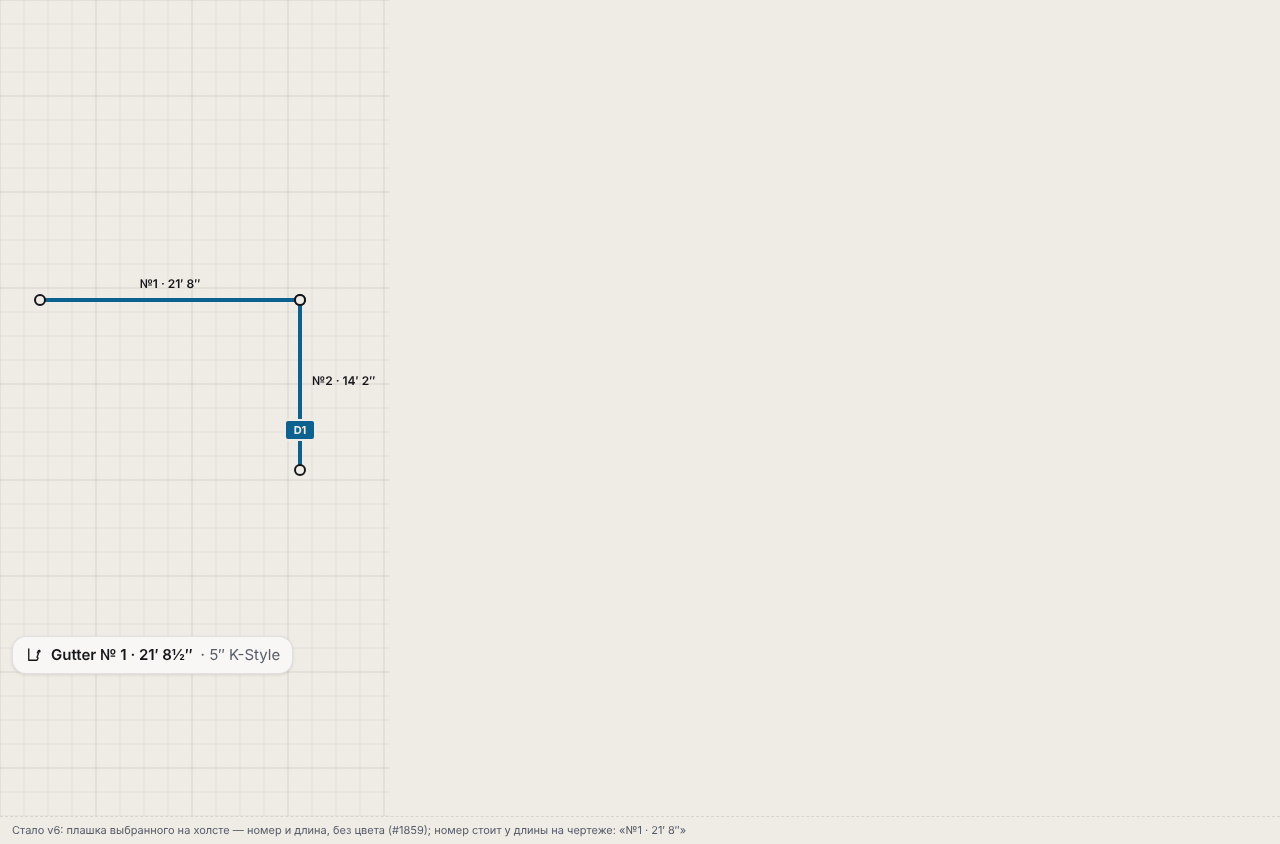 №1 · 21′ 8″
№2 · 14′ 2″
D1
Gutter № 1 · 21′ 8½″ · 5″ K-Style
Стало v6: плашка выбранного на холсте — номер и длина, без цвета (#1859); номер стоит у длины на чертеже: «№1 · 21′ 8″»